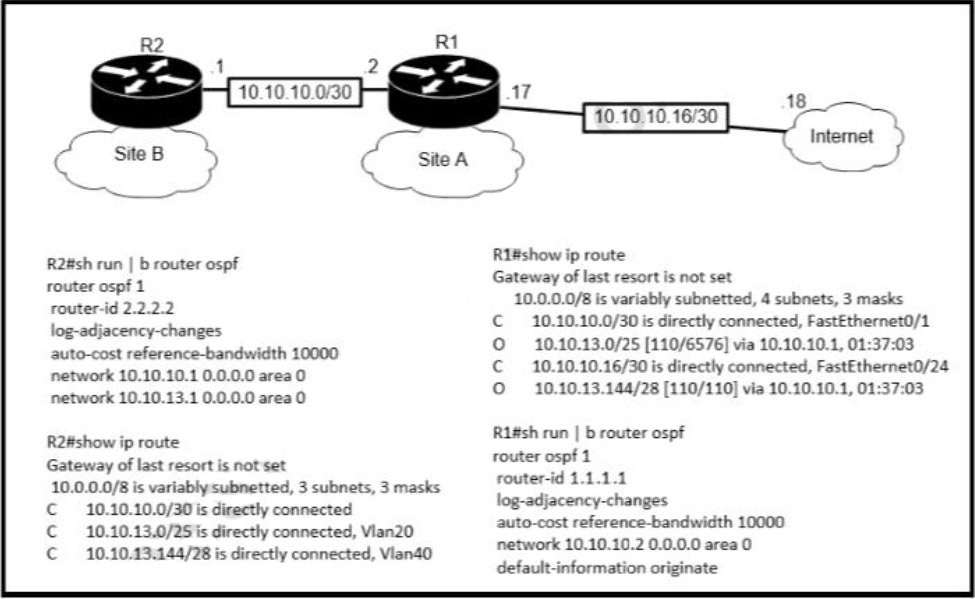 R2
R1
.1
.2
10.10.10.0/30
.17
10.10.10.16/30
.18
Internet
Site B
Site A
R2#sh run | b router ospf
router ospf 1
router-id 2.2.2.2
log-adjacency-changes
auto-cost reference-bandwidth 10000
network 10.10.10.1 0.0.0.0 area 0
network 10.10.13.1 0.0.0.0 area 0
R2#show ip route
Gateway of last resort is not set
10.0.0.0/8 is variably subnetted, 3 subnets, 3 masks
C 10.10.10.0/30 is directly connected
C 10.10.13.0/25 is directly connected, Vlan20
C 10.10.13.144/28 is directly connected, Vlan40
R1#show ip route
Gateway of last resort is not set
10.0.0.0/8 is variably subnetted, 4 subnets, 3 masks
C 10.10.10.0/30 is directly connected, FastEthernet0/1
O 10.10.13.0/25 [110/6576] via 10.10.10.1, 01:37:03
C 10.10.10.16/30 is directly connected, FastEthernet0/24
O 10.10.13.144/28 [110/110] via 10.10.10.1, 01:37:03
R1#sh run | b router ospf
router ospf 1
router-id 1.1.1.1
log-adjacency-changes
auto-cost reference-bandwidth 10000
network 10.10.10.2 0.0.0.0 area 0
default-information originate